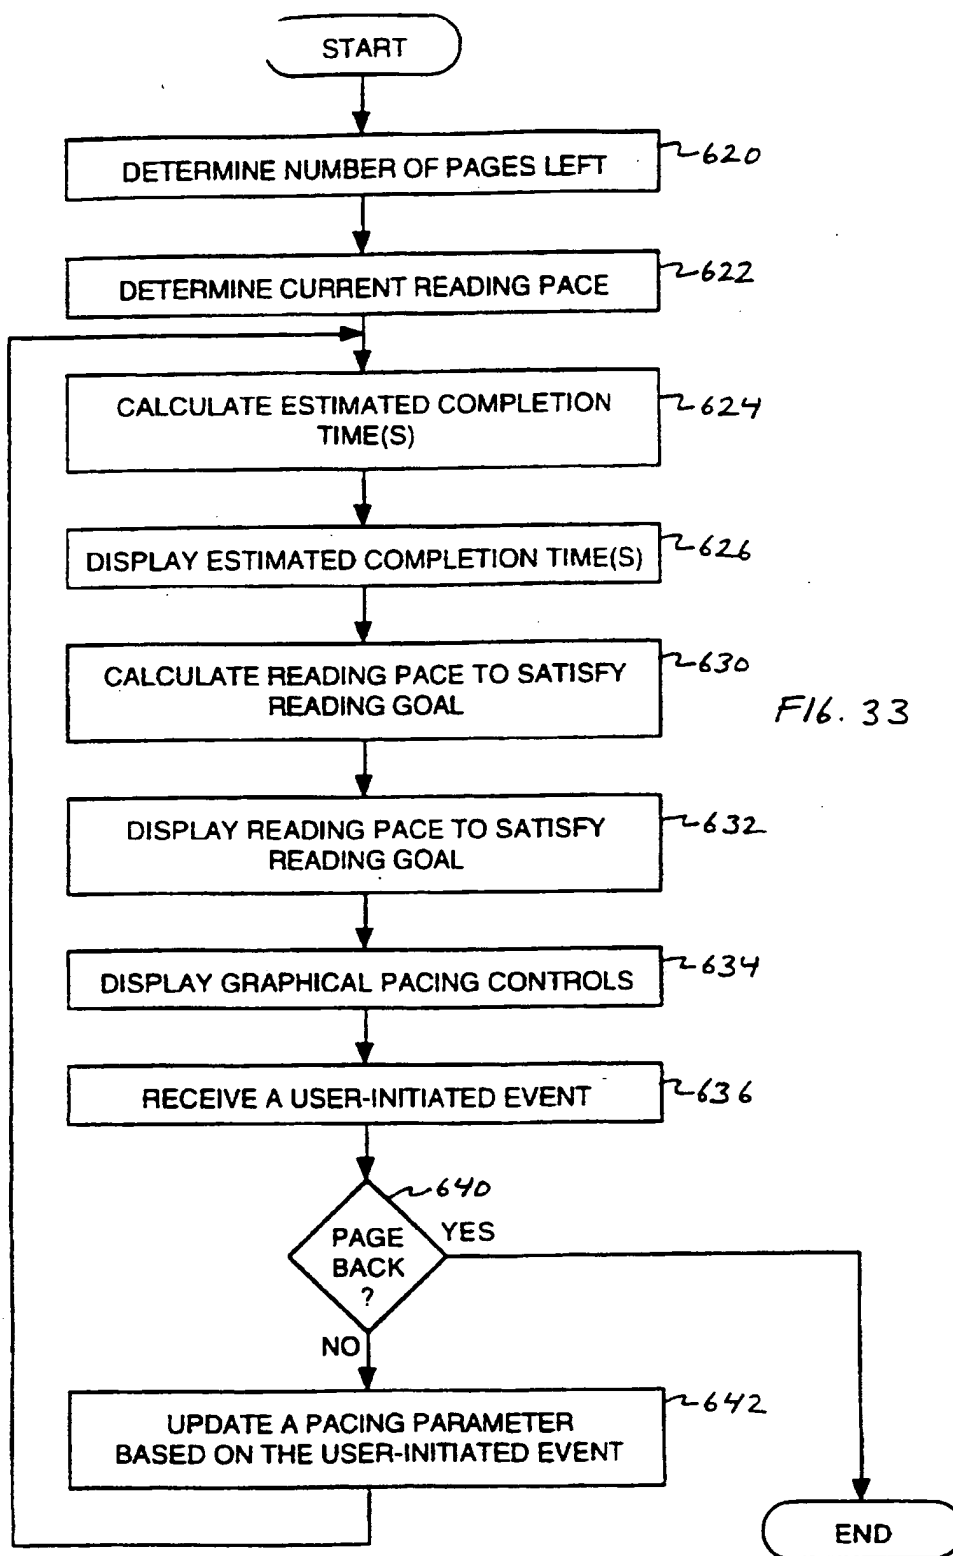 START
DETERMINE NUMBER OF PAGES LEFT
620
DETERMINE CURRENT READING PACE
622
CALCULATE ESTIMATED COMPLETION
TIME(S)
624
DISPLAY ESTIMATED COMPLETION TIME(S)
626
CALCULATE READING PACE TO SATISFY
READING GOAL
630
FIG. 33
DISPLAY READING PACE TO SATISFY
READING GOAL
632
DISPLAY GRAPHICAL PACING CONTROLS
634
RECEIVE A USER-INITIATED EVENT
636
640
PAGE
BACK
?
YES
NO
UPDATE A PACING PARAMETER
BASED ON THE USER-INITIATED EVENT
642
END